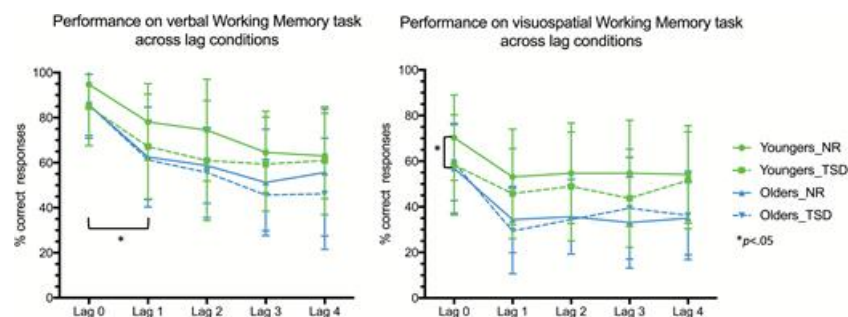 Performance on verbal Working Memory task
across lag conditions
% correct responses
100
80
60
40
20
0
*
Lag 0 Lag 1 Lag 2 Lag 3 Lag 4
Performance on visuospatial Working Memory task
across lag conditions
% correct responses
100
80
60
40
20
0
*
Lag 0 Lag 1 Lag 2 Lag 3 Lag 4
Youngers_NR
Youngers_TSD
Olders_NR
Olders_TSD
*p<.05